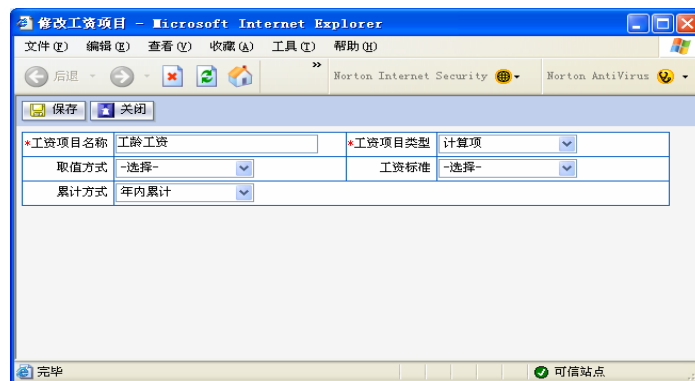 修改工资项目 - Microsoft Internet Explorer
文件(F) 编辑(E) 查看(V) 收藏(A) 工具(T) 帮助(H)
后退 » Norton Internet Security Norton AntiVirus
保存 关闭
*工资项目名称 工龄工资 *工资项目类型 计算项
取值方式 -选择- 工资标准 -选择-
累计方式 年内累计
完毕 可信站点